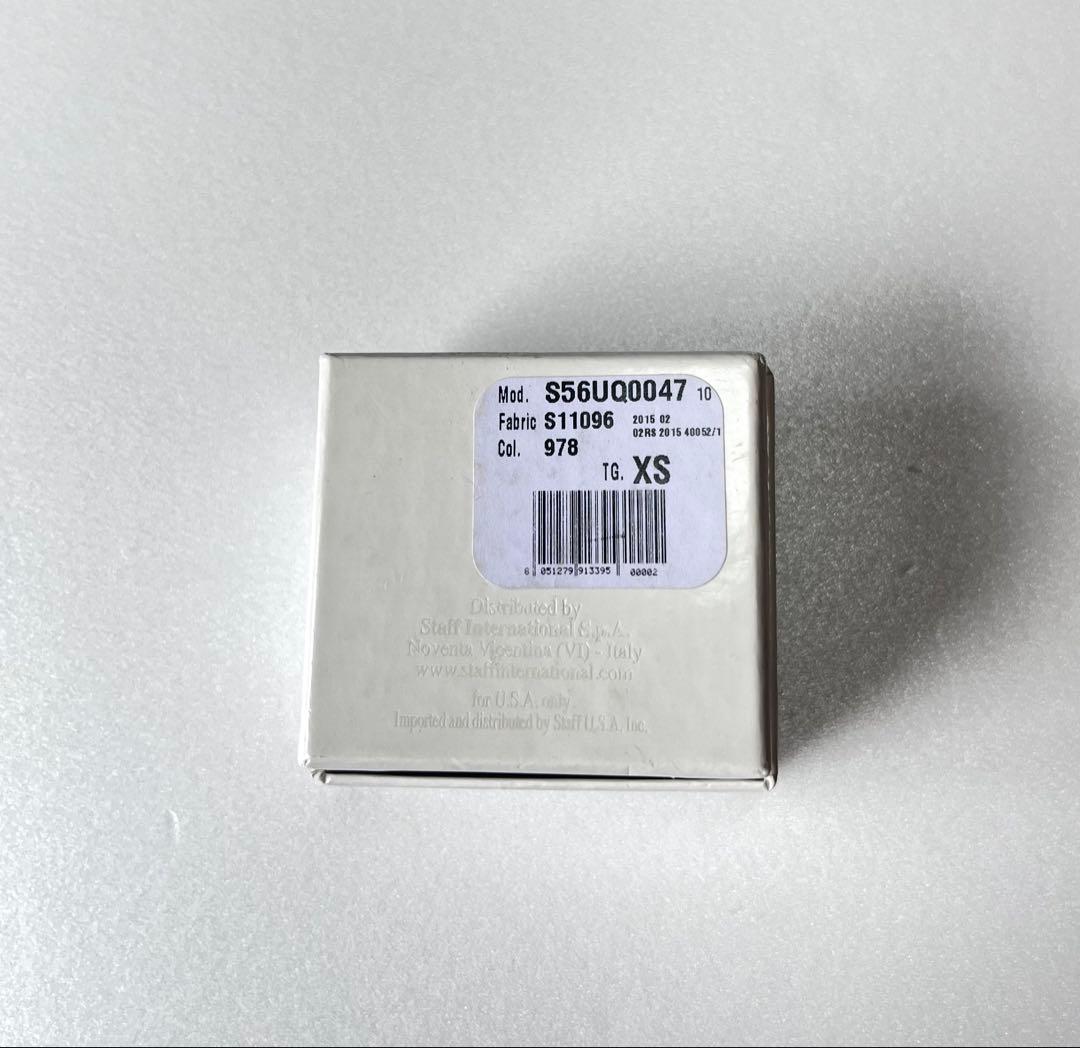 Mod. S56UQ0047 10
Fabric S11096 2015 02
02RS 2015 40052/1
Col. 978
TG. XS
8 051279 913395 00002
Distributed by
Staff International S.p.A.
Noventa Vicentina (VI) - Italy
www.staffinternational.com
for U.S.A. only
Imported and distributed by Staff U.S.A. Inc.